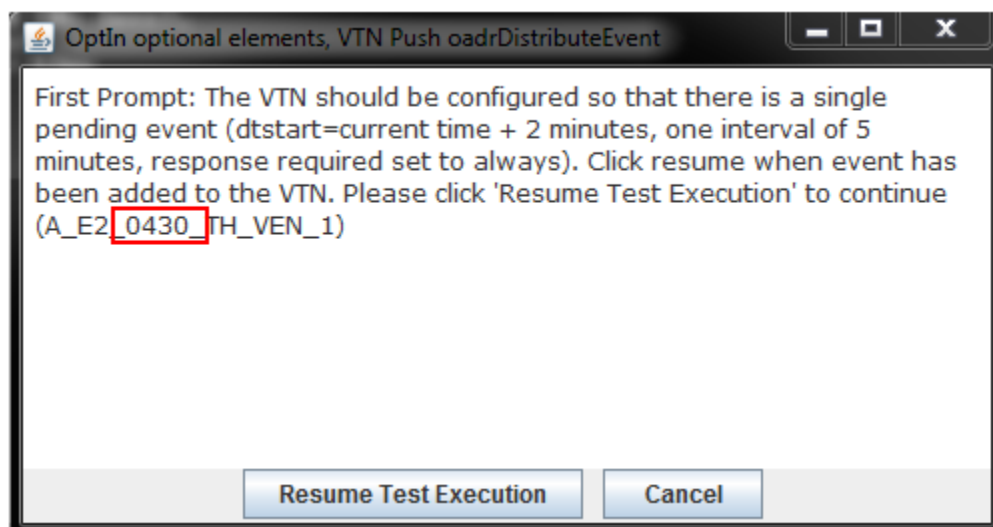 OptIn optional elements, VTN Push oadrDistributeEvent
First Prompt: The VTN should be configured so that there is a single
pending event (dtstart=current time + 2 minutes, one interval of 5
minutes, response required set to always). Click resume when event has
been added to the VTN. Please click 'Resume Test Execution' to continue
(A_E2_0430_TH_VEN_1)
Resume Test Execution
Cancel